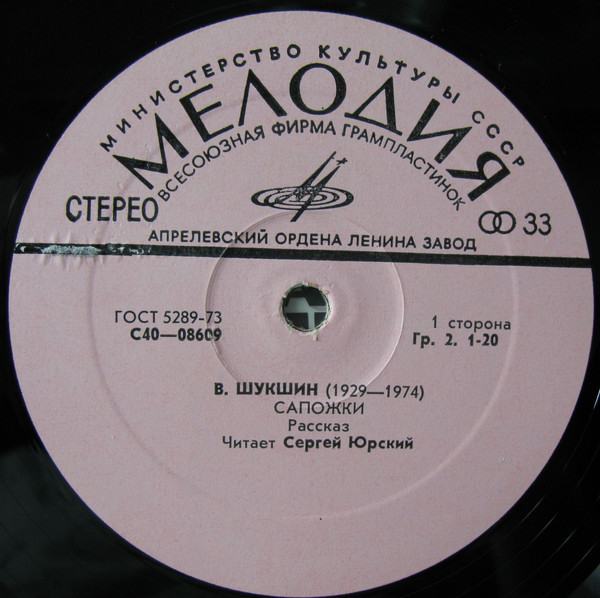 МИНИСТЕРСТВО КУЛЬТУРЫ СССР
МЕЛОДИЯ
ВСЕСОЮЗНАЯ ФИРМА ГРАМПЛАСТИНОК
СТЕРЕО
33
АПРЕЛЕВСКИЙ ОРДЕНА ЛЕНИНА ЗАВОД
ГОСТ 5289-73
С40—08609
1 сторона
Гр. 2. 1-20
В. ШУКШИН (1929—1974)
САПОЖКИ
Рассказ
Читает Сергей Юрский